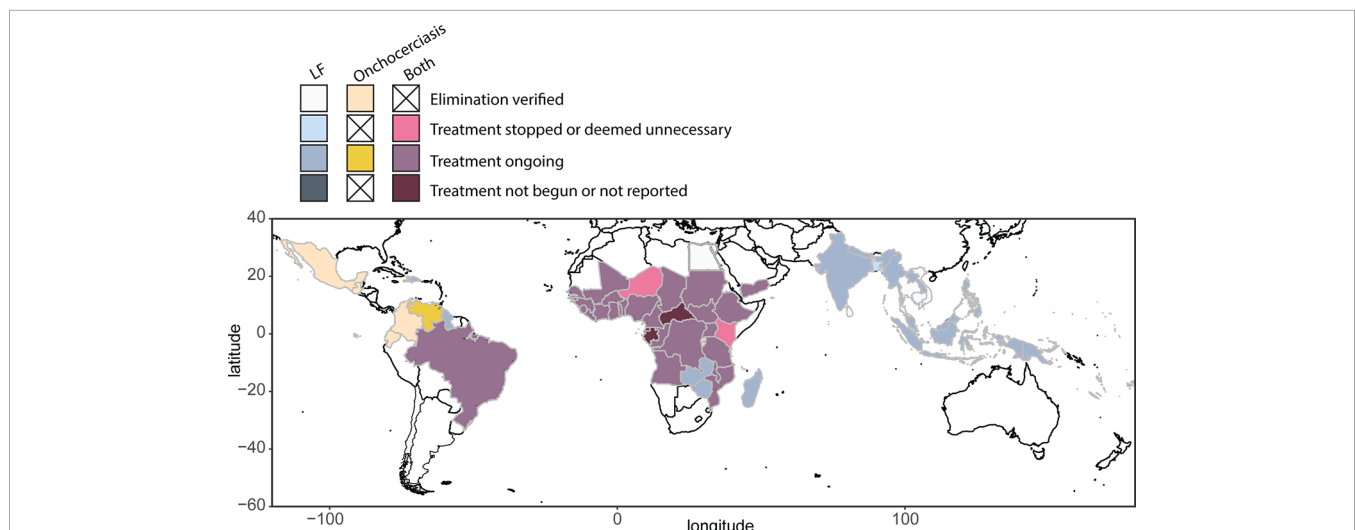 LF Onchocerciasis Both
Elimination verified
Treatment stopped or deemed unnecessary
Treatment ongoing
Treatment not begun or not reported
40
20
0
−20
−40
−60
latitude
−100 0 100
longitude